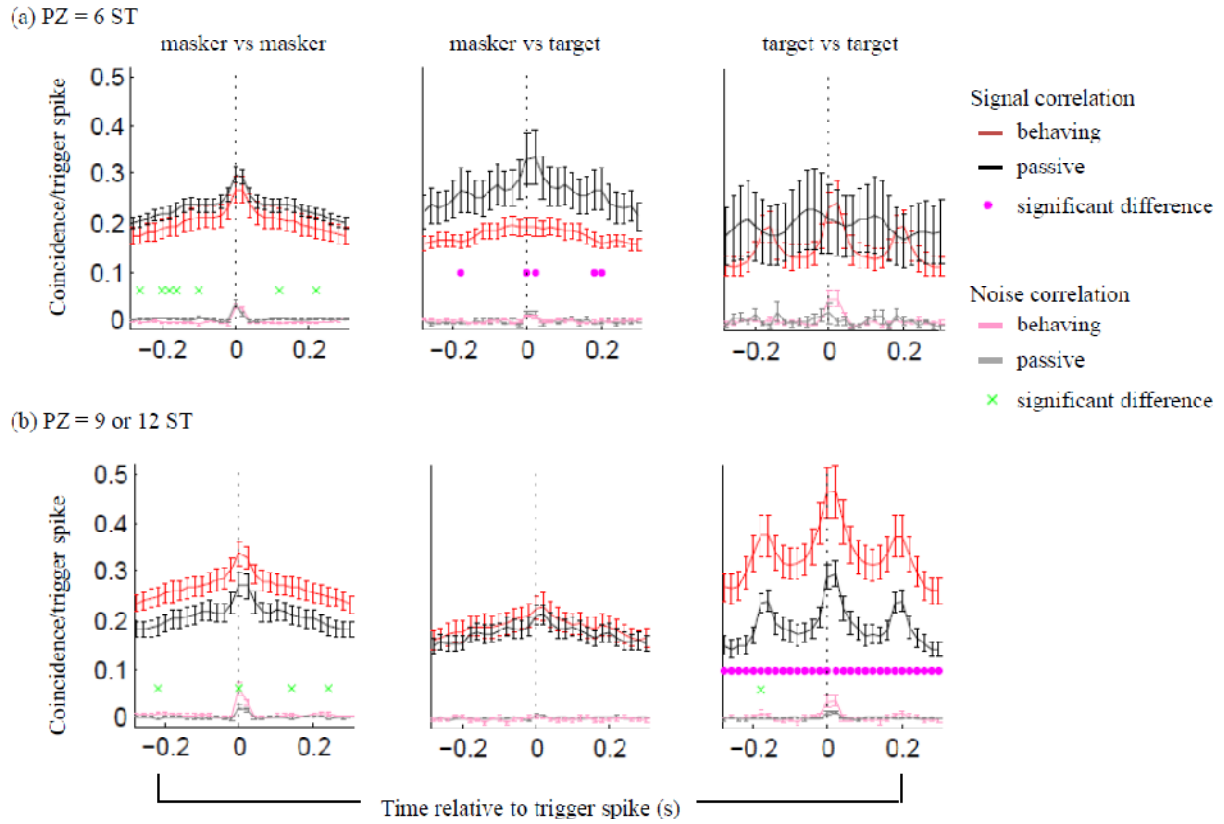 (a) PZ = 6 ST
masker vs masker
masker vs target
target vs target
Coincidence/trigger spike
0.5
0.4
0.3
0.2
0.1
0
−0.2 0 0.2
−0.2 0 0.2
−0.2 0 0.2
Signal correlation
behaving
passive
significant difference
Noise correlation
behaving
passive
significant difference
(b) PZ = 9 or 12 ST
Coincidence/trigger spike
0.5
0.4
0.3
0.2
0.1
0
−0.2 0 0.2
−0.2 0 0.2
−0.2 0 0.2
Time relative to trigger spike (s)